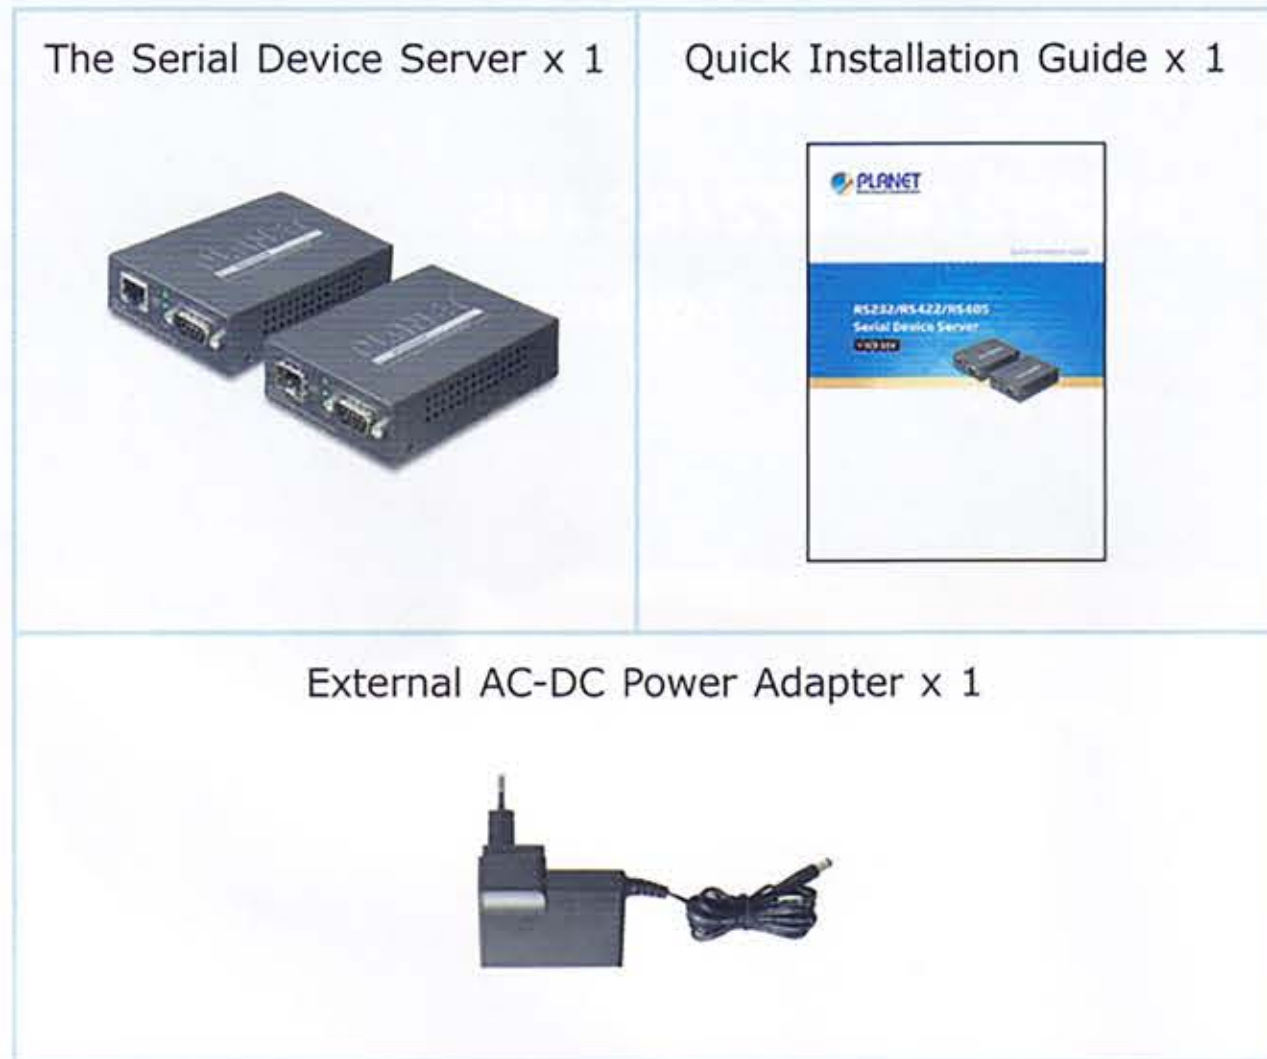 The Serial Device Server x 1
Quick Installation Guide x 1
PLANET
RS232/RS422/RS485
Serial Device Server
External AC-DC Power Adapter x 1